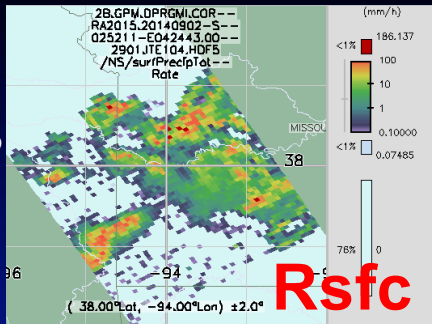 2B.GPM.DPRGMI.COR--
RA2015.20140902-S--
025211-E042443.00--
2901.ITE104.HDF5
/NS/surfPrecipTot--
Rate
(mm/h)
<1% 186.137
100
10
1
0.10000
<1% 0.07485
76% 0
MISSOU
38
96
-94
-9
( 38.00°Lat, -94.00°Lon) ±2.0°
Rsfc